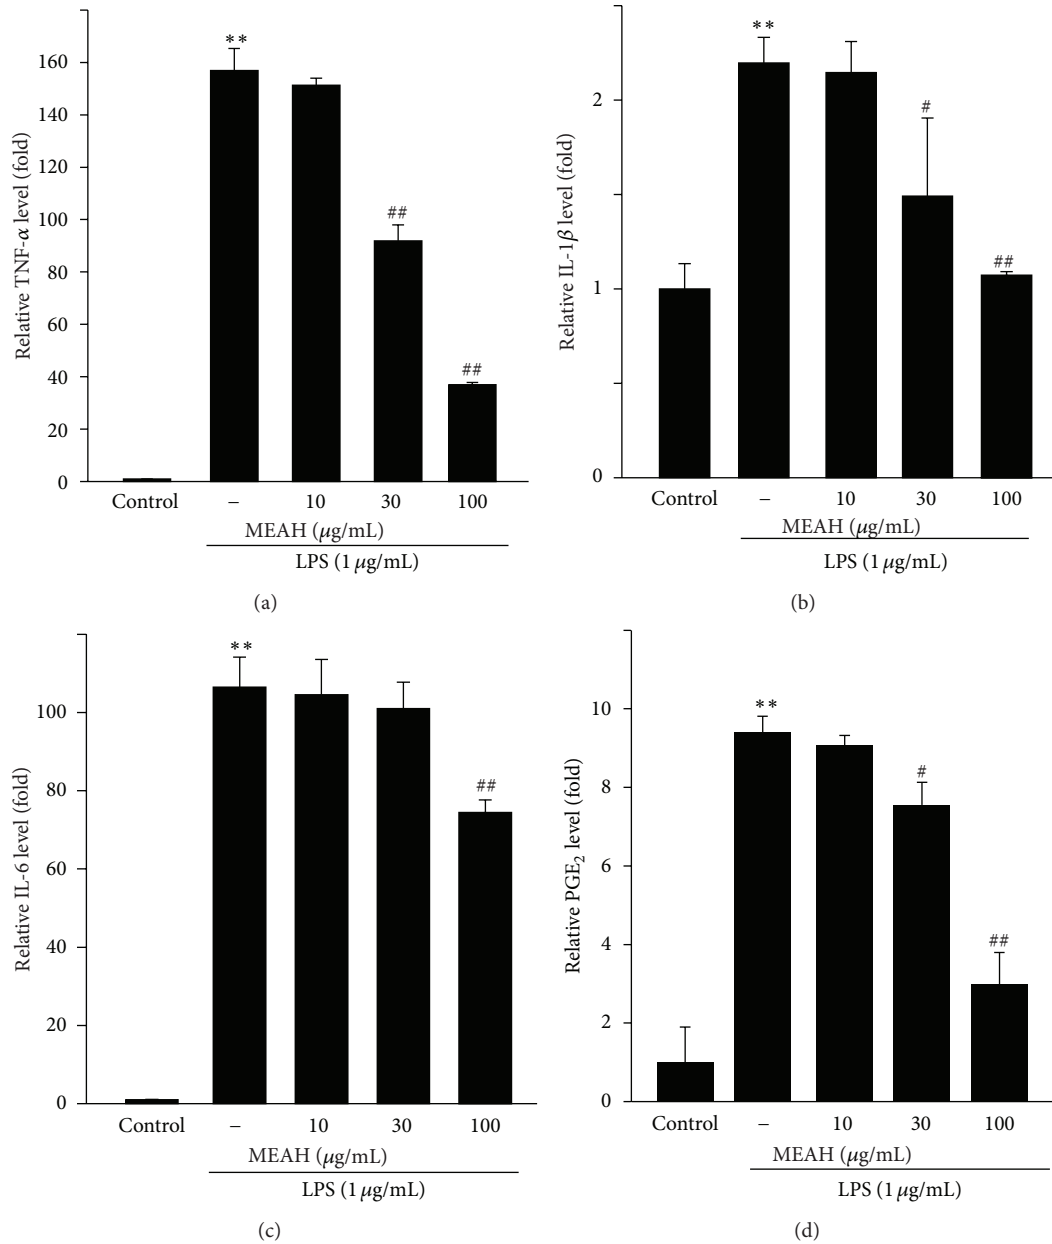 Relative TNF-α level (fold)
160
140
120
100
80
60
40
20
0
**
##
##
Control – 10 30 100
MEAH (μg/mL)
LPS (1 μg/mL)
(a)
Relative IL-1β level (fold)
2
1
0
**
#
##
Control – 10 30 100
MEAH (μg/mL)
LPS (1 μg/mL)
(b)
Relative IL-6 level (fold)
100
80
60
40
20
0
**
##
Control – 10 30 100
MEAH (μg/mL)
LPS (1 μg/mL)
(c)
Relative PGE₂ level (fold)
10
8
6
4
2
0
**
#
##
Control – 10 30 100
MEAH (μg/mL)
LPS (1 μg/mL)
(d)